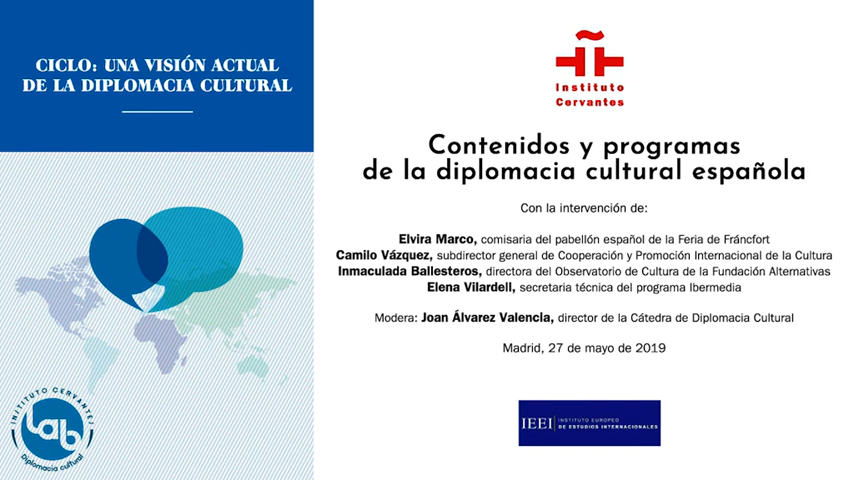 CICLO: UNA VISIÓN ACTUAL
DE LA DIPLOMACIA CULTURAL
Instituto
Cervantes
Contenidos y programas
de la diplomacia cultural española
Con la intervención de:
Elvira Marco, comisaria del pabellón español de la Feria de Fráncfort
Camilo Vázquez, subdirector general de Cooperación y Promoción Internacional de la Cultura
Inmaculada Ballesteros, directora del Observatorio de Cultura de la Fundación Alternativas
Elena Vilardell, secretaria técnica del programa Ibermedia
Modera: Joan Álvarez Valencia, director de la Cátedra de Diplomacia Cultural
Madrid, 27 de mayo de 2019
INSTITUTO CERVANTES
lab
Diplomacia cultural
IEEI
INSTITUTO EUROPEO
DE ESTUDIOS INTERNACIONALES